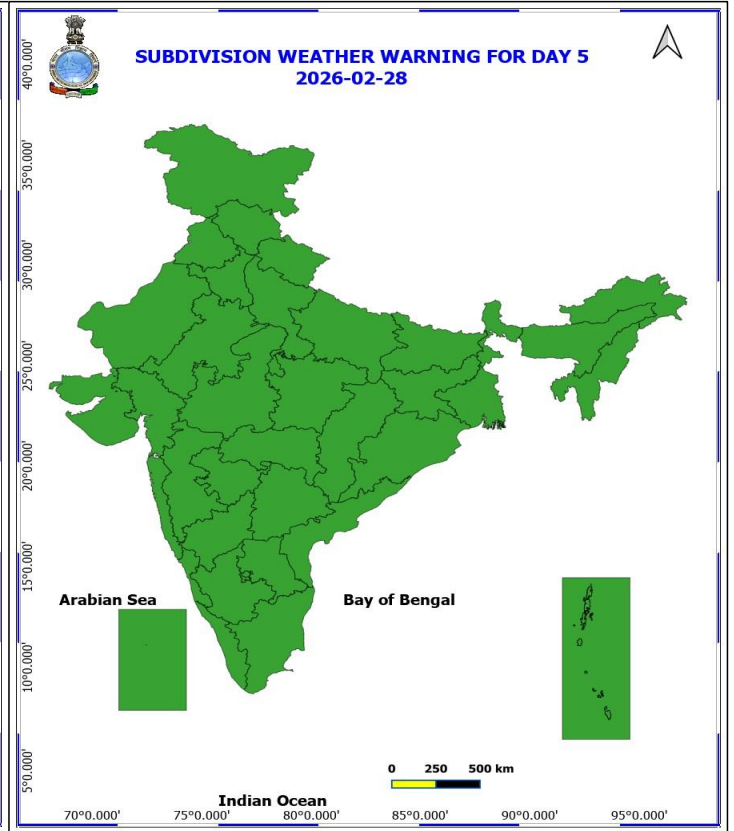 SUBDIVISION WEATHER WARNING FOR DAY 5
2026-02-28
40°0.000'
35°0.000'
30°0.000'
25°0.000'
20°0.000'
15°0.000'
10°0.000'
5°0.000'
Arabian Sea
Bay of Bengal
0 250 500 km
Indian Ocean
70°0.000' 75°0.000' 80°0.000' 85°0.000' 90°0.000' 95°0.000'